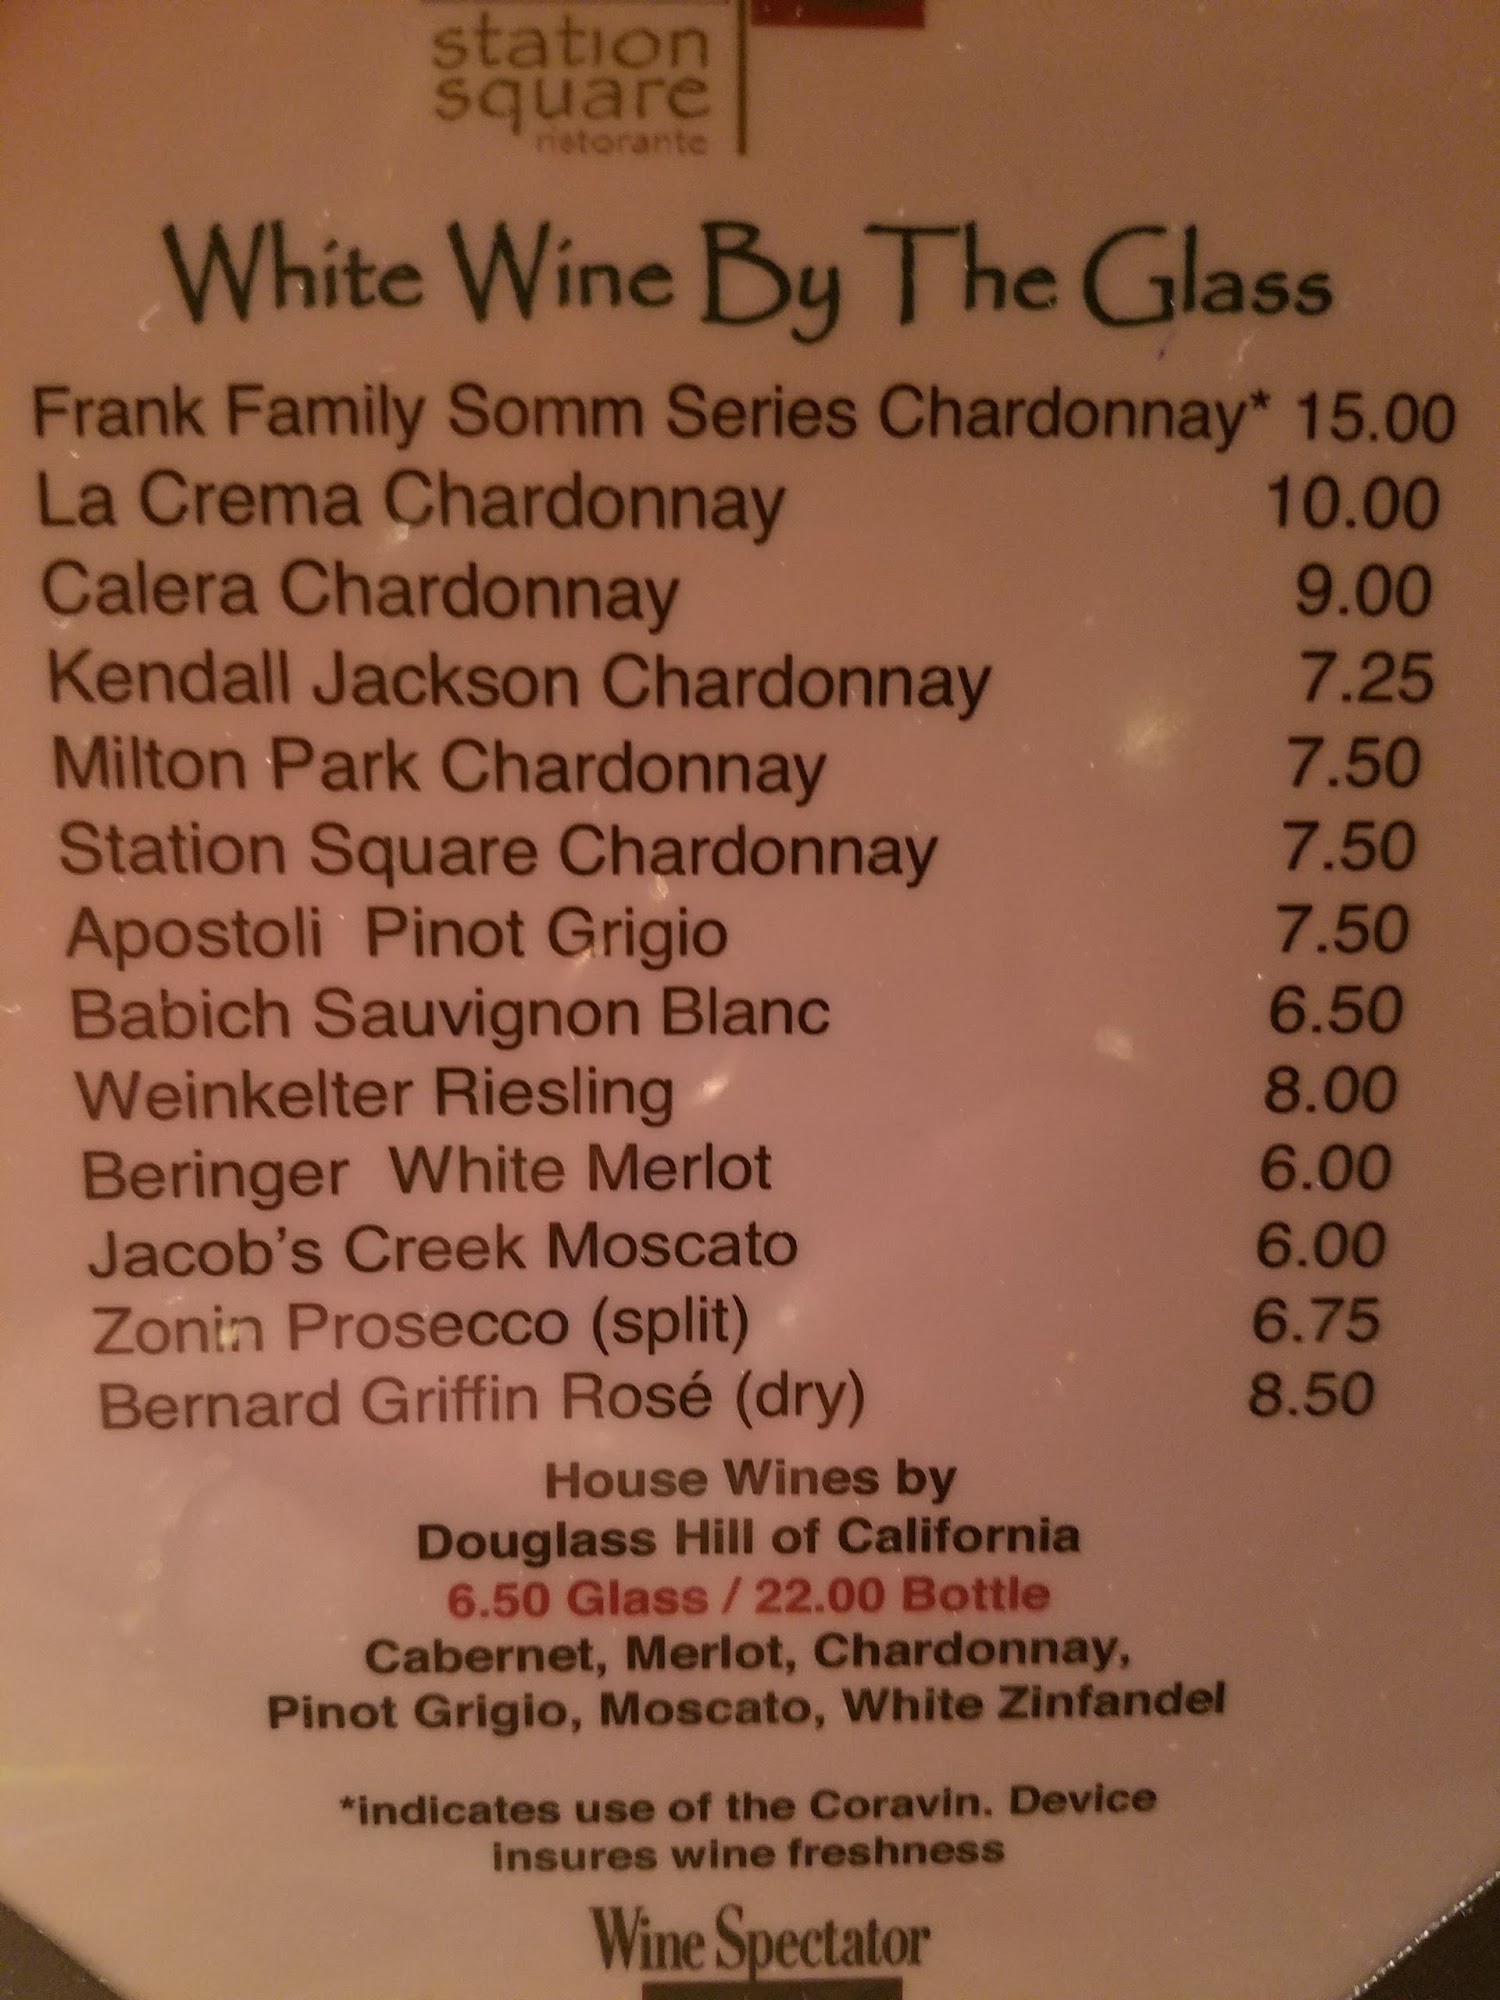 station
square
ristorante
White Wine By The Glass
Frank Family Somm Series Chardonnay* 15.00
La Crema Chardonnay 10.00
Calera Chardonnay 9.00
Kendall Jackson Chardonnay 7.25
Milton Park Chardonnay 7.50
Station Square Chardonnay 7.50
Apostoli Pinot Grigio 7.50
Babich Sauvignon Blanc 6.50
Weinkelter Riesling 8.00
Beringer White Merlot 6.00
Jacob's Creek Moscato 6.00
Zonin Prosecco (split) 6.75
Bernard Griffin Rosé (dry) 8.50
House Wines by
Douglass Hill of California
6.50 Glass / 22.00 Bottle
Cabernet, Merlot, Chardonnay,
Pinot Grigio, Moscato, White Zinfandel
*indicates use of the Coravin. Device
insures wine freshness
Wine Spectator